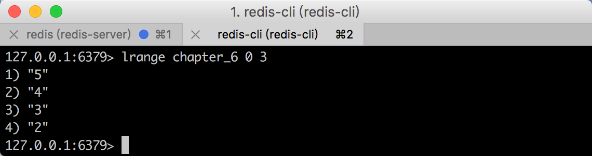 1. redis-cli (redis-cli)
× redis (redis-server) ⌘1 × redis-cli (redis-cli) ⌘2
127.0.0.1:6379> lrange chapter_6 0 3
1) "5"
2) "4"
3) "3"
4) "2"
127.0.0.1:6379>